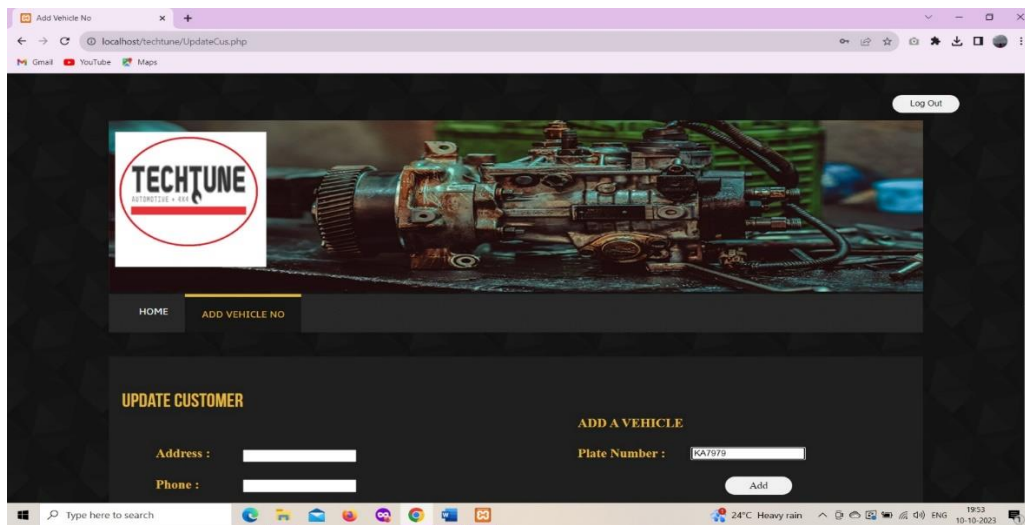 Add Vehicle No
localhost/techtune/UpdateCus.php
Gmail YouTube Maps
Log Out
TECHTUNE
AUTOMOTIVE + 4X4
HOME
ADD VEHICLE NO
UPDATE CUSTOMER
Address :
Phone :
ADD A VEHICLE
Plate Number : KA7979
Add
Type here to search
24°C Heavy rain
ENG
19:53
10-10-2023